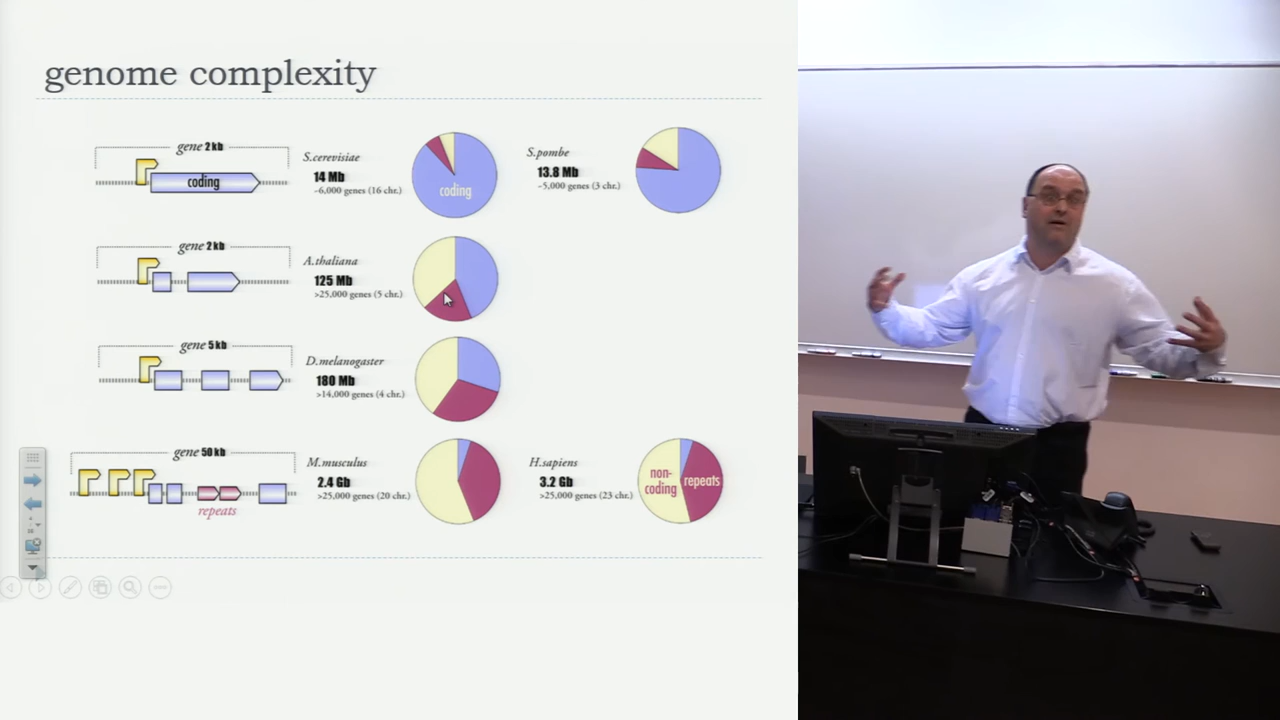 genome complexity
gene 2 kb
coding
S.cerevisiae
14 Mb
~6,000 genes (16 chr.)
coding
S.pombe
13.8 Mb
~5,000 genes (3 chr.)
gene 2 kb
A.thaliana
125 Mb
>25,000 genes (5 chr.)
gene 5 kb
D.melanogaster
180 Mb
>14,000 genes (4 chr.)
gene 50 kb
repeats
M.musculus
2.4 Gb
>25,000 genes (20 chr.)
H.sapiens
3.2 Gb
>25,000 genes (23 chr.)
non-
coding
repeats